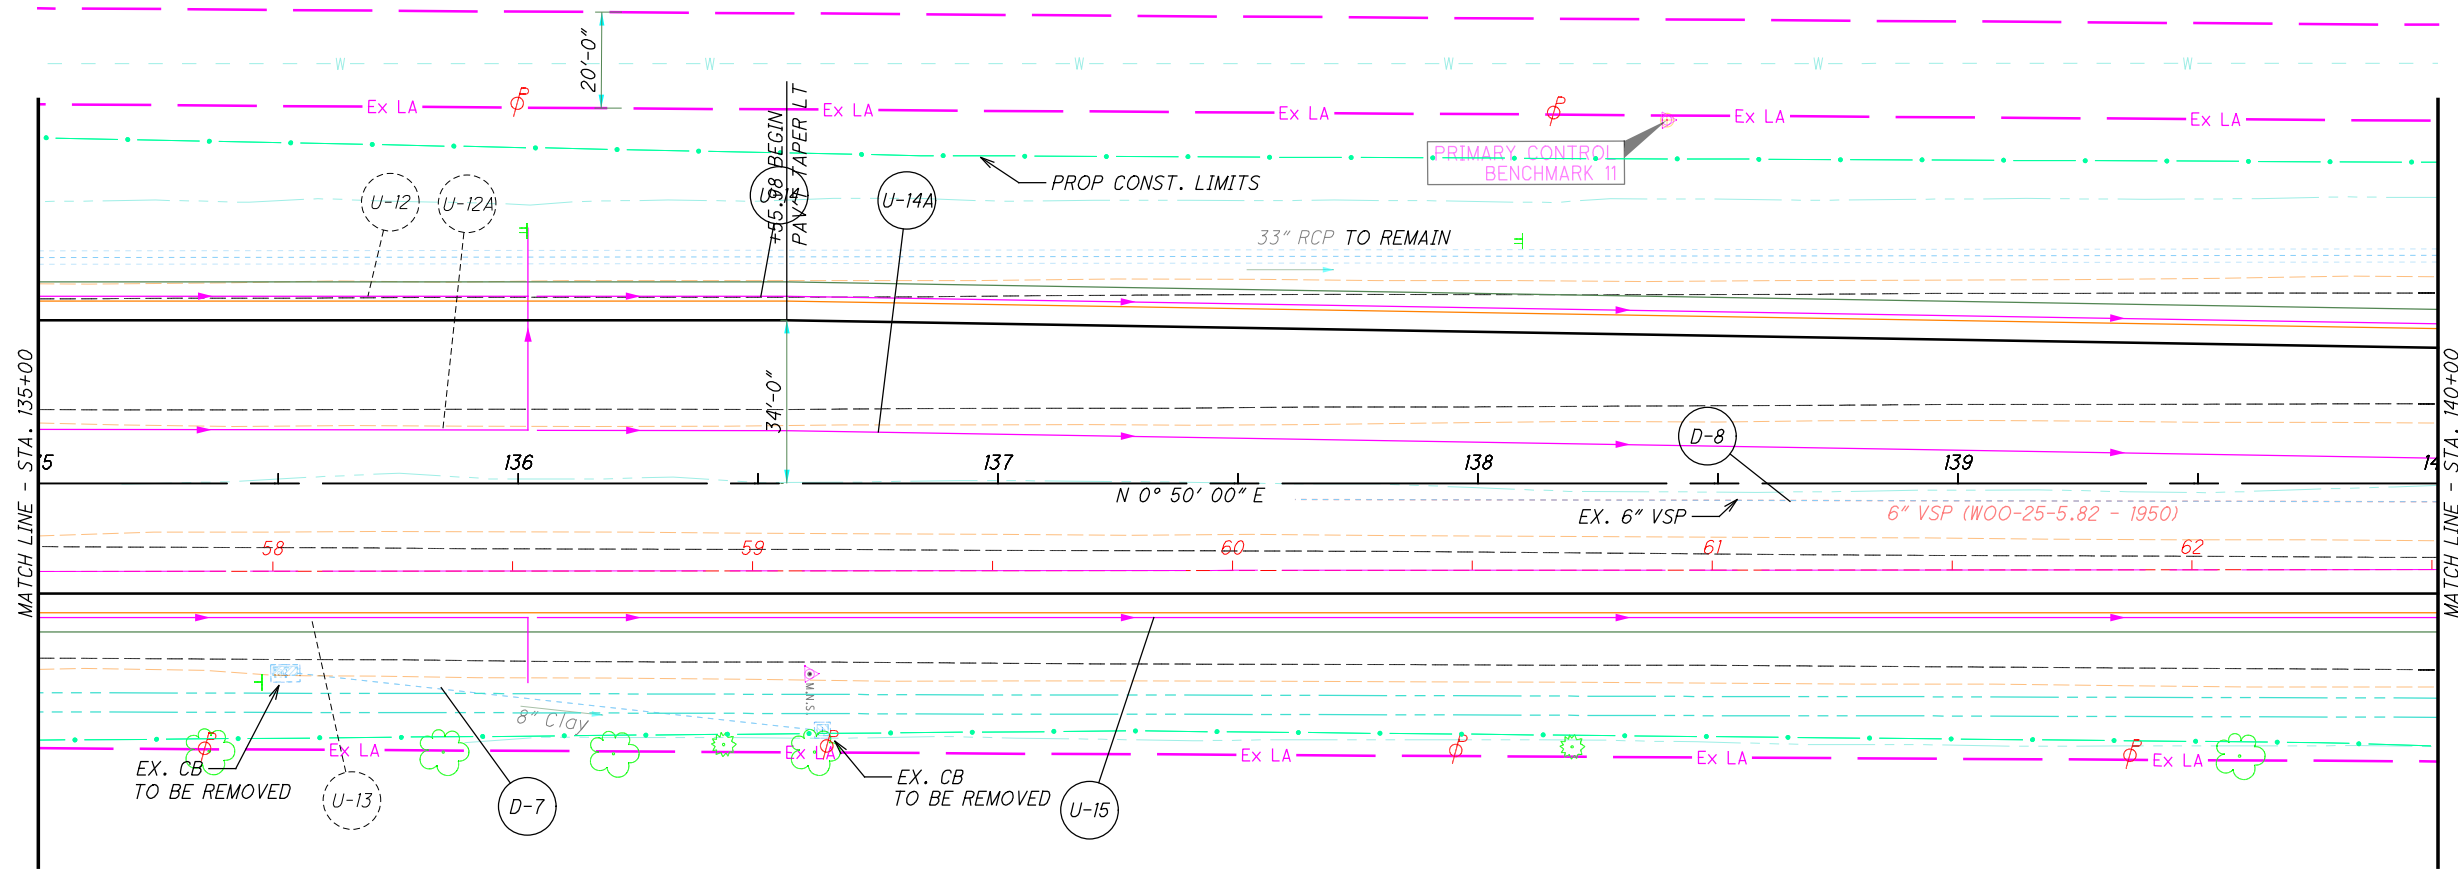 20'-0"
W W W W W W
Ex LA Ex LA Ex LA Ex LA Ex LA
P P
PRIMARY CONTROL
BENCHMARK 11
+55.98 BEGIN
PAV'T TAPER LT
PROP CONST. LIMITS
U-12
U-12A
U-14
U-14A
33" RCP TO REMAIN
MATCH LINE - STA. 135+00
MATCH LINE - STA. 140+00
34'-0"
D-8
136 137 138 139
N 0° 50' 00" E
EX. 6" VSP
6" VSP (WOO-25-5.82 - 1950)
58 59 60 61 62
M.N.S.
8" Clay
P P P P
Ex LA Ex LA Ex LA Ex LA Ex LA
EX. CB
TO BE REMOVED
U-13
D-7
EX. CB
TO BE REMOVED
U-15